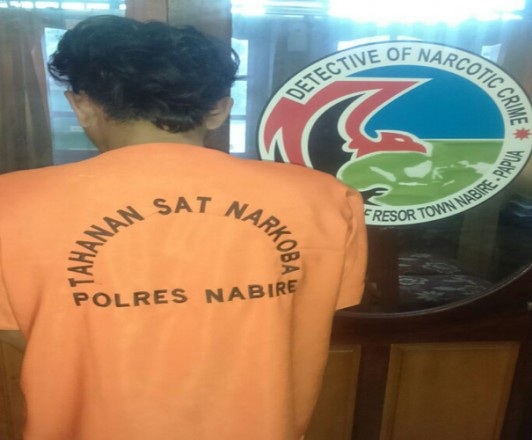 TAHANAN SAT NARKOBA
POLRES NABIRE
DETECTIVE OF NARCOTIC CRIME
RESOR TOWN NABIRE - PAPUA